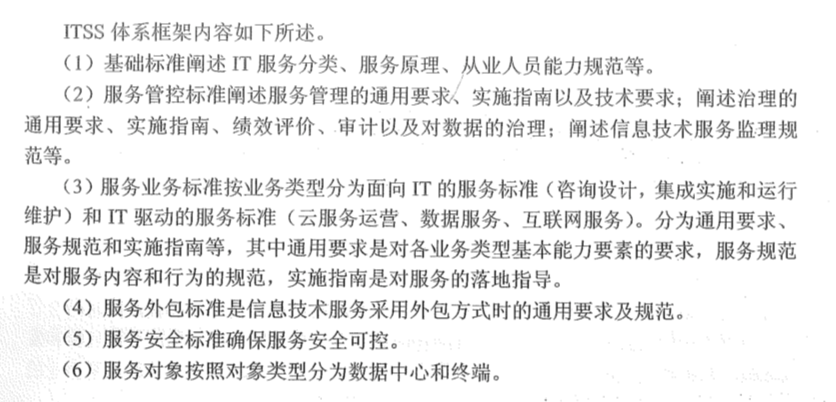 ITSS 体系框架内容如下所述。
（1）基础标准阐述 IT 服务分类、服务原理、从业人员能力规范等。
（2）服务管控标准阐述服务管理的通用要求、实施指南以及技术要求；阐述治理的
通用要求、实施指南、绩效评价、审计以及对数据的治理；阐述信息技术服务监理规
范等。
（3）服务业务标准按业务类型分为面向 IT 的服务标准（咨询设计，集成实施和运行
维护）和 IT 驱动的服务标准（云服务运营、数据服务、互联网服务）。分为通用要求、
服务规范和实施指南等，其中通用要求是对各业务类型基本能力要素的要求，服务规范
是对服务内容和行为的规范，实施指南是对服务的落地指导。
（4）服务外包标准是信息技术服务采用外包方式时的通用要求及规范。
（5）服务安全标准确保服务安全可控。
（6）服务对象按照对象类型分为数据中心和终端。